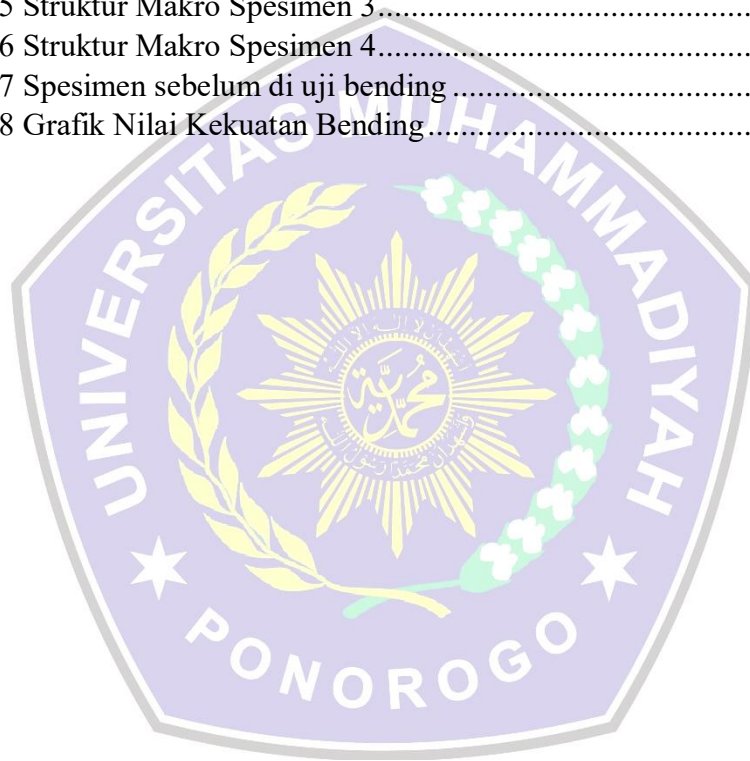 5 Struktur Makro Spesimen 3
6 Struktur Makro Spesimen 4
7 Spesimen sebelum di uji bending
8 Grafik Nilai Kekuatan Bending
UNIVERSITAS MUHAMMADIYAH
PONOROGO
محمدية